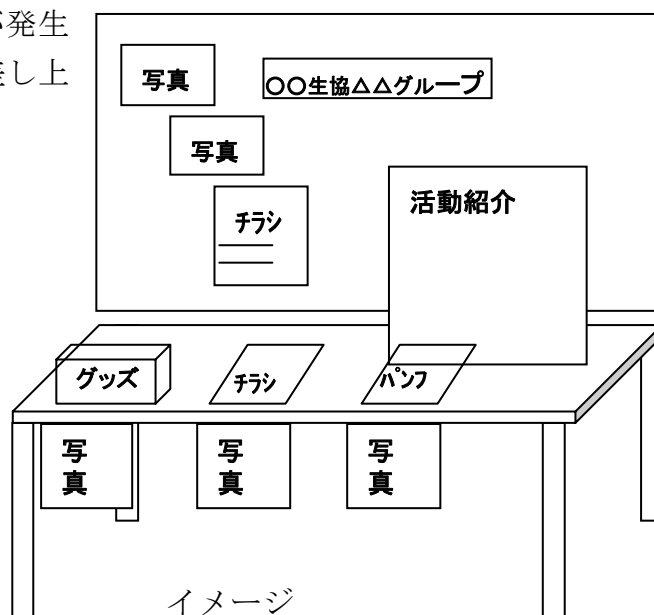 が発生
差し上
写真
○○生協△△グループ
写真
チラシ
活動紹介
グッズ
チラシ
パンフ
写真
写真
写真
イメージ